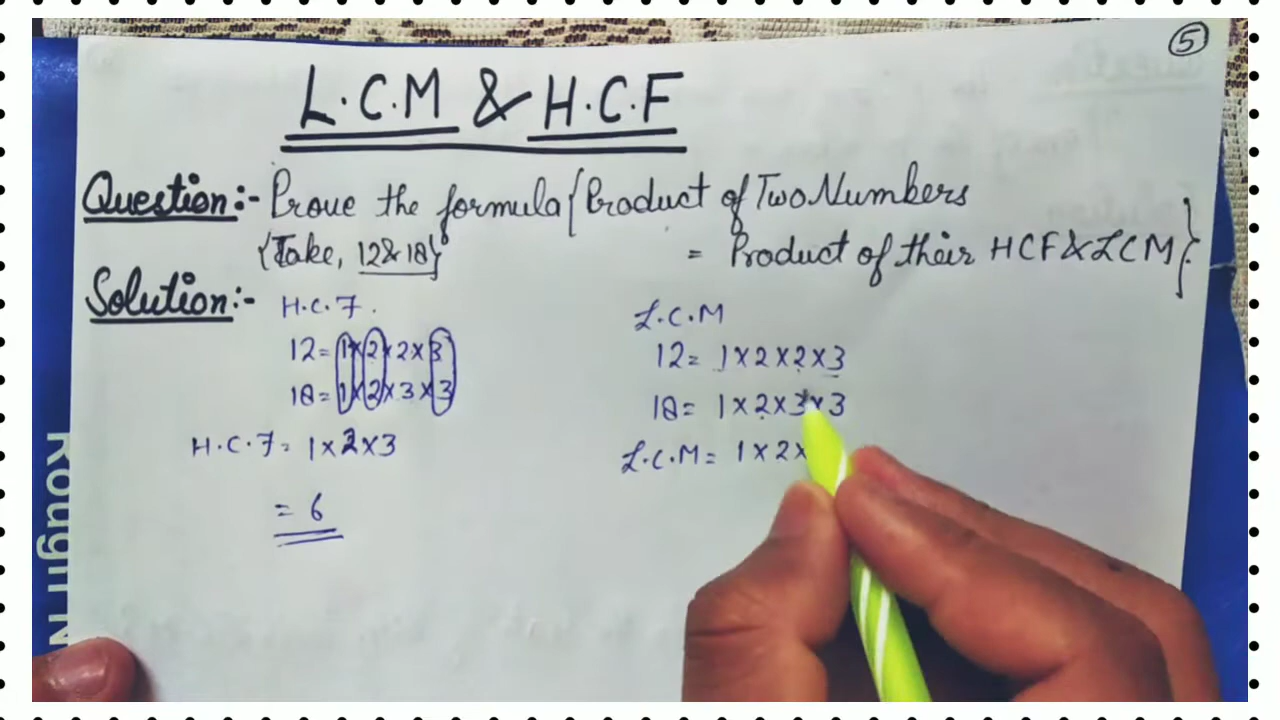 5
L.C.M & H.C.F
Question:- Prove the formula {Product of Two Numbers
{Take, 12 & 18} = Product of their HCF & LCM}
Solution:-
H.C.F.
12 = 1×2×2×3
18 = 1×2×3×3
H.C.F = 1×2×3
= 6
L.C.M
12 = 1×2×2×3
18 = 1×2×3×3
L.C.M = 1×2×